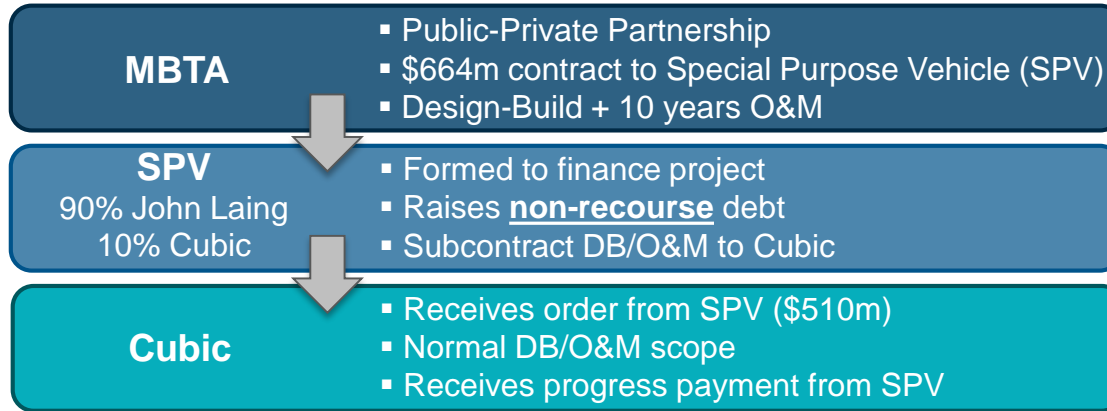 MBTA
▪ Public-Private Partnership
▪ $664m contract to Special Purpose Vehicle (SPV)
▪ Design-Build + 10 years O&M
SPV
90% John Laing
10% Cubic
▪ Formed to finance project
▪ Raises non-recourse debt
▪ Subcontract DB/O&M to Cubic
Cubic
▪ Receives order from SPV ($510m)
▪ Normal DB/O&M scope
▪ Receives progress payment from SPV